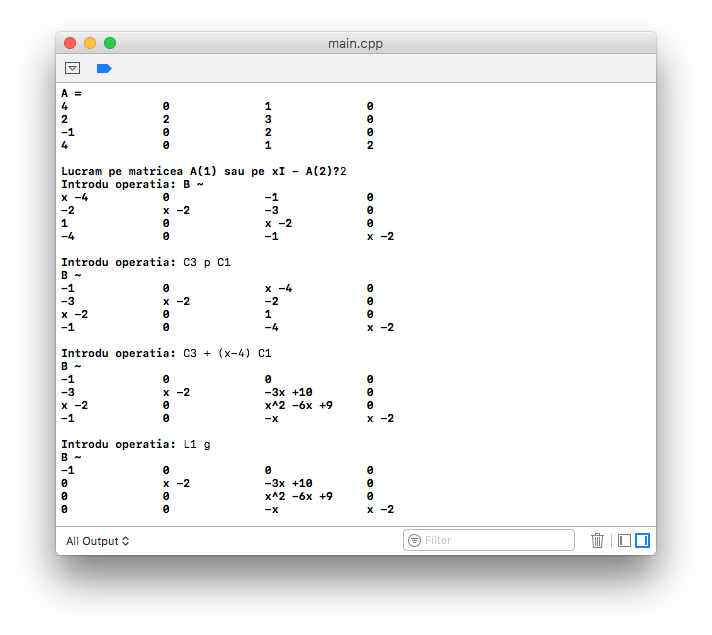 main.cpp
A =
4 0 1 0
2 2 3 0
-1 0 2 0
4 0 1 2
Lucram pe matricea A(1) sau pe xI - A(2)?2
Introdu operatia: B ~
x -4 0 -1 0
-2 x -2 -3 0
1 0 x -2 0
-4 0 -1 x -2
Introdu operatia: C3 p C1
B ~
-1 0 x -4 0
-3 x -2 -2 0
x -2 0 1 0
-1 0 -4 x -2
Introdu operatia: C3 + (x-4) C1
B ~
-1 0 0 0
-3 x -2 -3x +10 0
x -2 0 x^2 -6x +9 0
-1 0 -x x -2
Introdu operatia: L1 g
B ~
-1 0 0 0
0 x -2 -3x +10 0
0 0 x^2 -6x +9 0
0 0 -x x -2
All Output
Filter